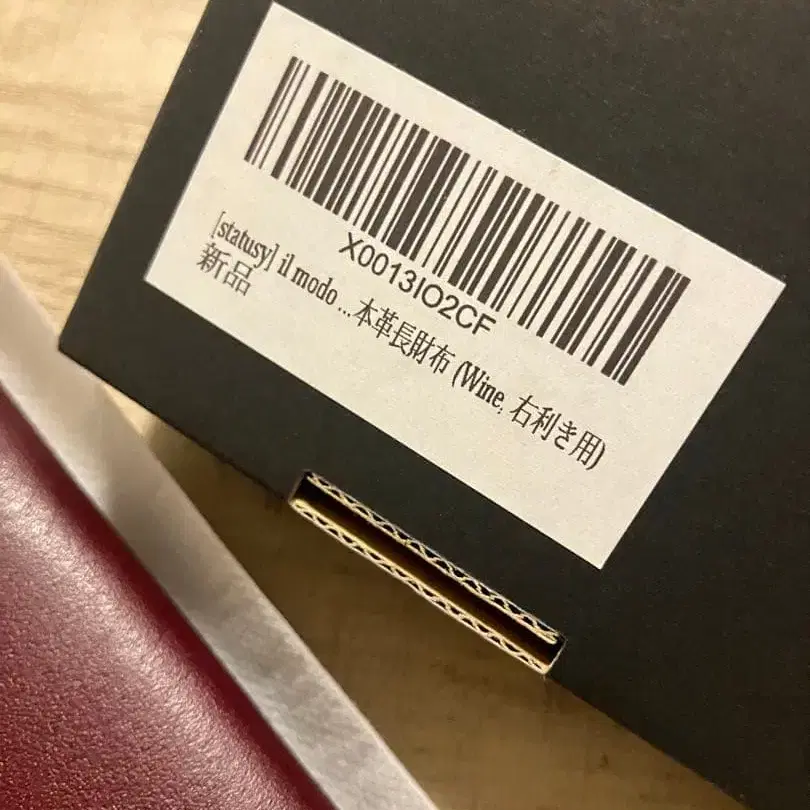 X0013IO2CF
[statusy] il modo ...本革長財布 (Wine, 右利き用)
新品